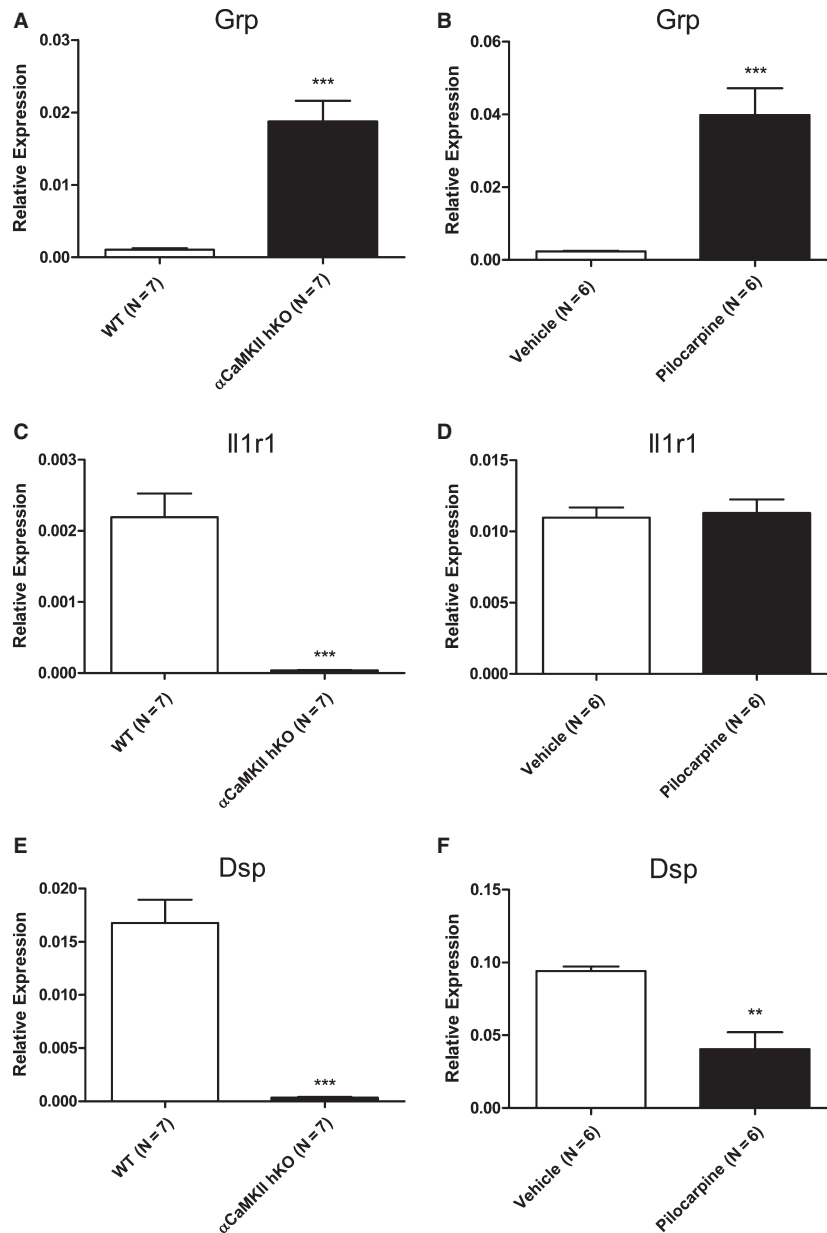 A
Grp
Relative Expression
0.03
0.02
0.01
0.00
***
WT (N = 7)
αCaMKII hKO (N = 7)
B
Grp
Relative Expression
0.06
0.04
0.02
0.00
***
Vehicle (N = 6)
Pilocarpine (N = 6)
C
Il1r1
Relative Expression
0.003
0.002
0.001
0.000
***
WT (N = 7)
αCaMKII hKO (N = 7)
D
Il1r1
Relative Expression
0.015
0.010
0.005
0.000
Vehicle (N = 6)
Pilocarpine (N = 6)
E
Dsp
Relative Expression
0.020
0.015
0.010
0.005
0.000
***
WT (N = 7)
αCaMKII hKO (N = 7)
F
Dsp
Relative Expression
0.15
0.10
0.05
0.00
**
Vehicle (N = 6)
Pilocarpine (N = 6)